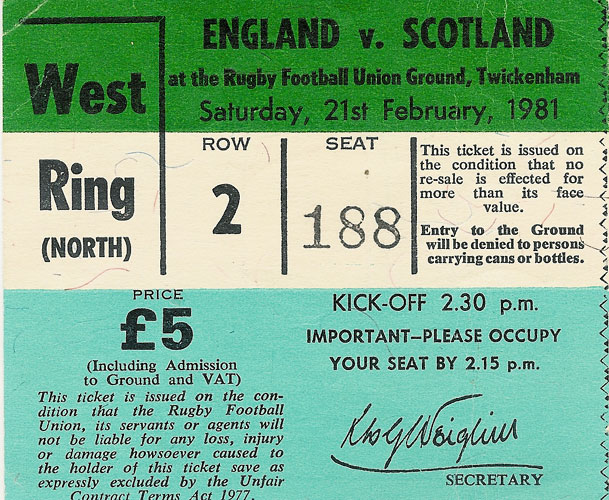 ENGLAND v. SCOTLAND
at the Rugby Football Union Ground, Twickenham
Saturday, 21st February, 1981
West
Ring
(NORTH)
ROW
2
SEAT
188
This ticket is issued on
the condition that no
re-sale is effected for
more than its face
value.
Entry to the Ground
will be denied to persons
carrying cans or bottles.
PRICE
£5
(Including Admission
to Ground and VAT)
This ticket is issued on the con-
dition that the Rugby Football
Union, its servants or agents will
not be liable for any loss, injury
or damage howsoever caused to
the holder of this ticket save as
expressly excluded by the Unfair
Contract Terms Act 1977.
KICK-OFF 2.30 p.m.
IMPORTANT—PLEASE OCCUPY
YOUR SEAT BY 2.15 p.m.
SECRETARY